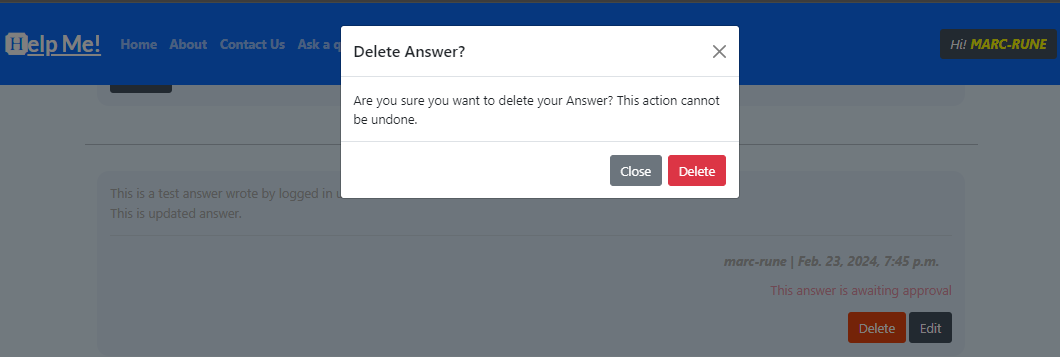 Help Me! Home About Contact Us Ask a q
Hi! MARC-RUNE
Delete Answer?
Are you sure you want to delete your Answer? This action cannot
be undone.
Close Delete
This is a test answer wrote by logged in
This is updated answer.
marc-rune | Feb. 23, 2024, 7:45 p.m.
This answer is awaiting approval
Delete Edit